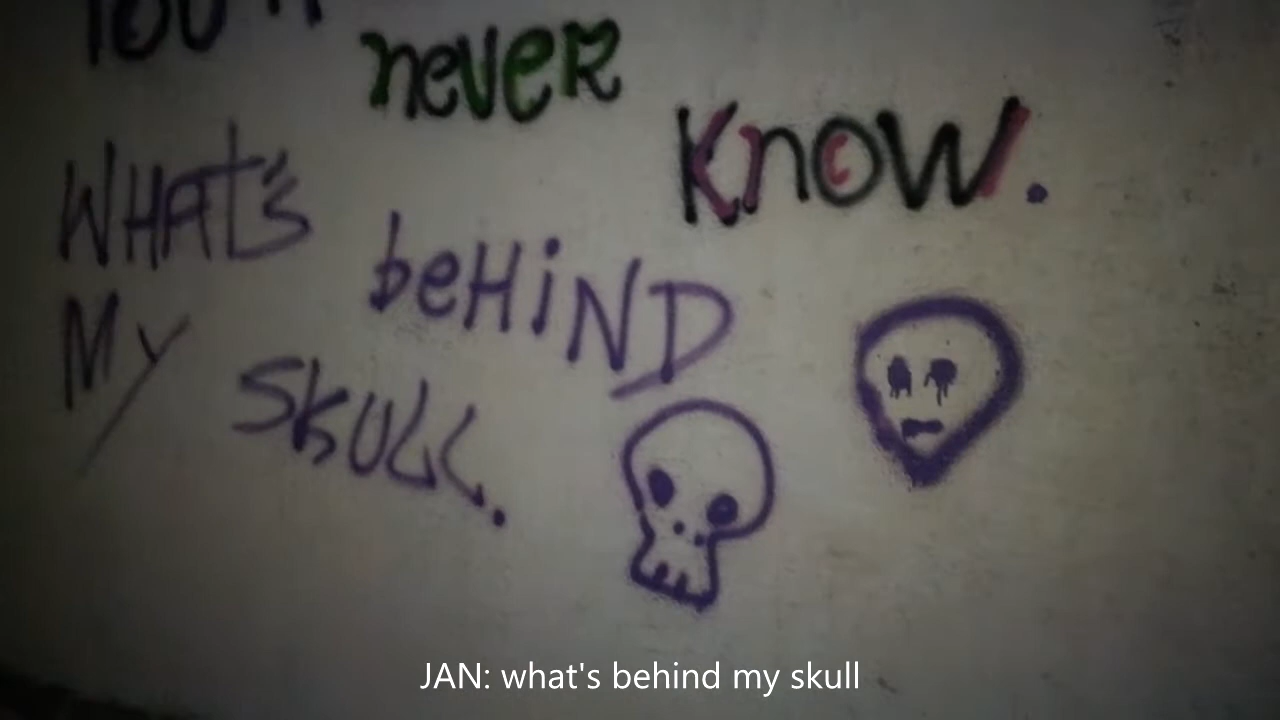 never
Know.
WHAt's
beHiND
My
SKULL.
JAN: what's behind my skull